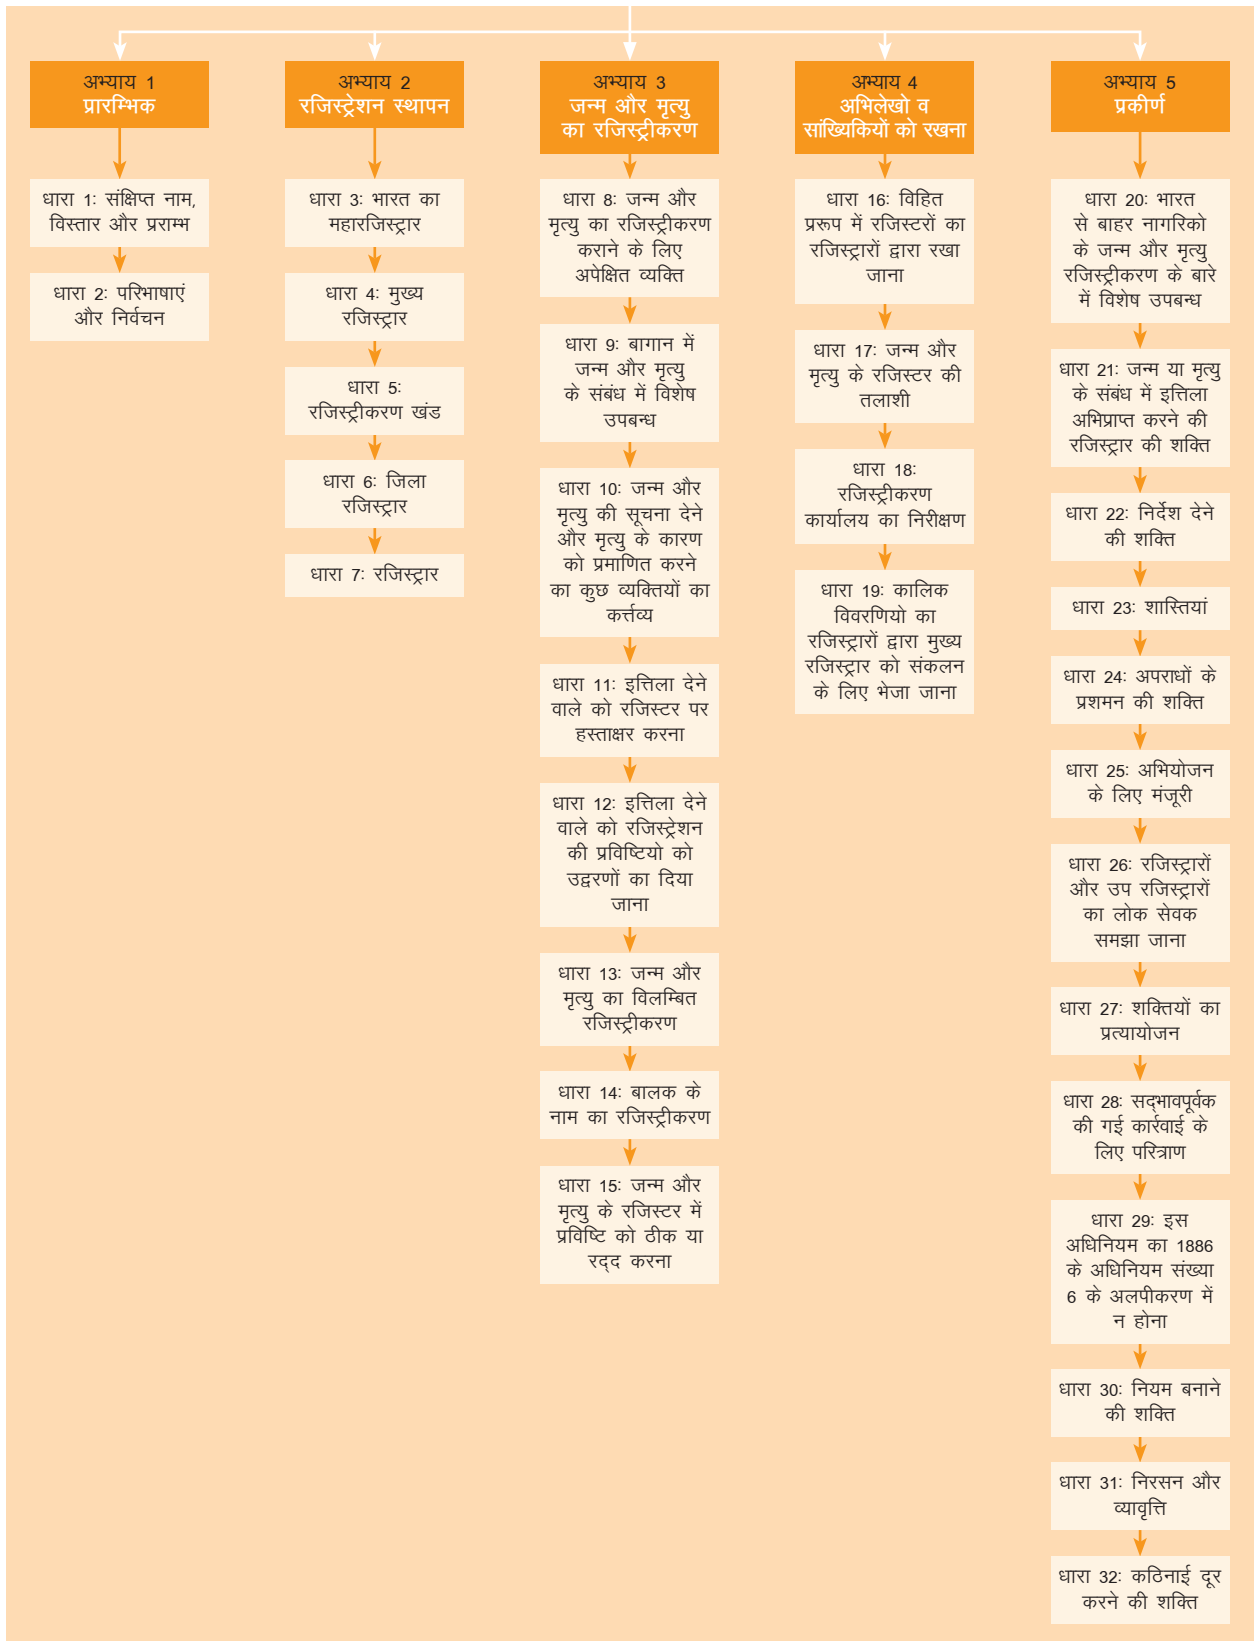 अभ्याय 1
प्रारम्भिक
धारा 1: संक्षिप्त नाम,
विस्तार और प्रराम्भ
धारा 2: परिभाषाएं
और निर्वचन
अभ्याय 2
रजिस्ट्रेशन स्थापन
धारा 3: भारत का
महारजिस्ट्रार
धारा 4: मुख्य
रजिस्ट्रार
धारा 5:
रजिस्ट्रीकरण खंड
धारा 6: जिला
रजिस्ट्रार
धारा 7: रजिस्ट्रार
अभ्याय 3
जन्म और मृत्यु
का रजिस्ट्रीकरण
धारा 8: जन्म और
मृत्यु का रजिस्ट्रीकरण
कराने के लिए
अपेक्षित व्यक्ति
धारा 9: बागान में
जन्म और मृत्यु
के संबंध में विशेष
उपबन्ध
धारा 10: जन्म और
मृत्यु की सूचना देने
और मृत्यु के कारण
को प्रमाणित करने
का कुछ व्यक्तियों का
कर्त्तव्य
धारा 11: इत्तिला देने
वाले को रजिस्टर पर
हस्ताक्षर करना
धारा 12: इत्तिला देने
वाले को रजिस्ट्रेशन
की प्रविष्टियो को
उद्वरणों का दिया
जाना
धारा 13: जन्म और
मृत्यु का विलम्बित
रजिस्ट्रीकरण
धारा 14: बालक के
नाम का रजिस्ट्रीकरण
धारा 15: जन्म और
मृत्यु के रजिस्टर में
प्रविष्टि को ठीक या
रद्द करना
अभ्याय 4
अभिलेखो व
सांख्यिकियों को रखना
धारा 16: विहित
प्ररूप में रजिस्टरों का
रजिस्ट्रारों द्वारा रखा
जाना
धारा 17: जन्म और
मृत्यु के रजिस्टर की
तलाशी
धारा 18:
रजिस्ट्रीकरण
कार्यालय का निरीक्षण
धारा 19: कालिक
विवरणियो का
रजिस्ट्रारों द्वारा मुख्य
रजिस्ट्रार को संकलन
के लिए भेजा जाना
अभ्याय 5
प्रकीर्ण
धारा 20: भारत
से बाहर नागरिको
के जन्म और मृत्यु
रजिस्ट्रीकरण के बारे
में विशेष उपबन्ध
धारा 21: जन्म या मृत्यु
के संबंध में इत्तिला
अभिप्राप्त करने की
रजिस्ट्रार की शक्ति
धारा 22: निर्देश देने
की शक्ति
धारा 23: शास्तियां
धारा 24: अपराधों के
प्रशमन की शक्ति
धारा 25: अभियोजन
के लिए मंजूरी
धारा 26: रजिस्ट्रारों
और उप रजिस्ट्रारों
का लोक सेवक
समझा जाना
धारा 27: शक्तियों का
प्रत्यायोजन
धारा 28: सद्भावपूर्वक
की गई कार्रवाई के
लिए परित्राण
धारा 29: इस
अधिनियम का 1886
के अधिनियम संख्या
6 के अलपीकरण में
न होना
धारा 30: नियम बनाने
की शक्ति
धारा 31: निरसन और
व्यावृत्ति
धारा 32: कठिनाई दूर
करने की शक्ति